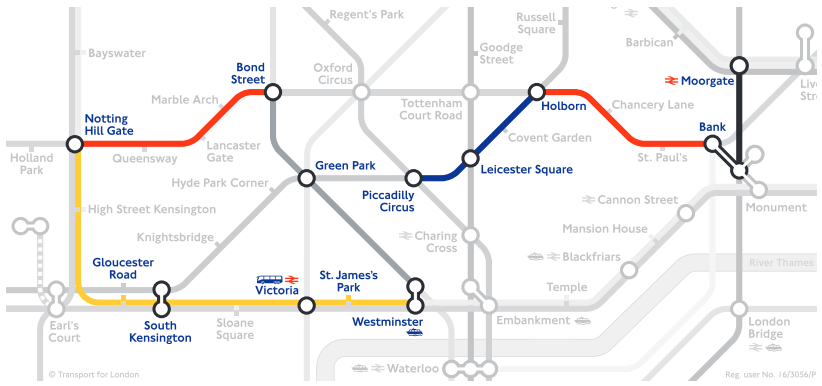 Regent's Park
Russell
Square
Barbican
Bayswater
Goodge
Street
Bond
Street
Oxford
Circus
Moorgate
Marble Arch
Tottenham
Court Road
Holborn
Chancery Lane
Notting
Hill Gate
Bank
Holland
Park
Queensway
Lancaster
Gate
Covent Garden
St. Paul's
Green Park
Leicester Square
Hyde Park Corner
Piccadilly
Circus
Cannon Street
Monument
High Street Kensington
Mansion House
Knightsbridge
Charing
Cross
Blackfriars
River Thames
Gloucester
Road
Victoria
St. James's
Park
Temple
Earl's
Court
South
Kensington
Sloane
Square
Westminster
Embankment
London
Bridge
Waterloo
© Transport for London
Reg. user No. 16/3056/P